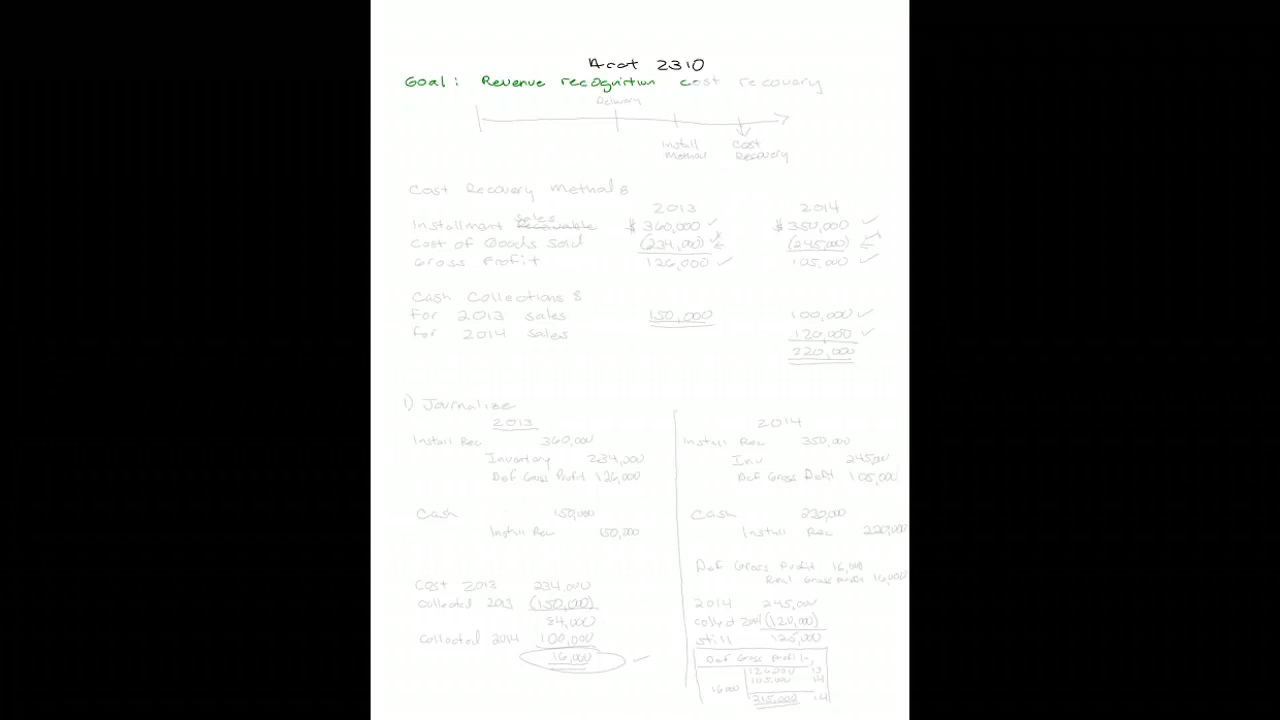 Acct 2310
Goal: Revenue recognition cost recovery
Delivery
Install Method
Cost Recovery
Cost Recovery Method:
2013 2014
Installment Sales Receivable $360,000 ✓ $350,000 ✓
Cost of Goods Sold (234,000) (245,000)
Gross Profit 126,000 ✓ 105,000 ✓
Cash Collections:
For 2013 sales 150,000 100,000 ✓
for 2014 sales 120,000 ✓
220,000
1) Journalize
2013
Install Rec 360,000
Inventory 234,000
Def Gross Profit 126,000
Cash 150,000
Install Rec 150,000
Cost 2013 234,000
Collected 2013 (150,000)
84,000
Collected 2014 100,000
16,000 ✓
2014
Install Rec 350,000
Inv 245,000
Def Gross 105,000
Cash 220,000
Install Rec 220,000
Def Gross Profit 16,000
Real Gross Profit 16,000
2014 245,000
collect (120,000)
still 125,000
Def Gross Profit
126,000 13
16000 105,000 14
215,000 14